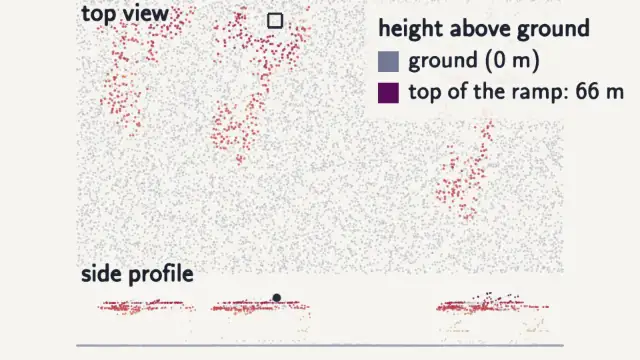 top view
height above ground
ground (0 m)
top of the ramp: 66 m
side profile